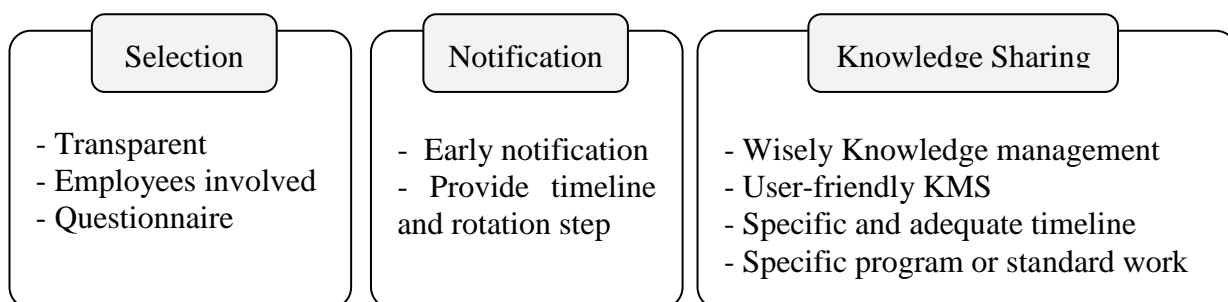 Selection
- Transparent
- Employees involved
- Questionnaire
Notification
- Early notification
- Provide timeline
and rotation step
Knowledge Sharing
- Wisely Knowledge management
- User-friendly KMS
- Specific and adequate timeline
- Specific program or standard work